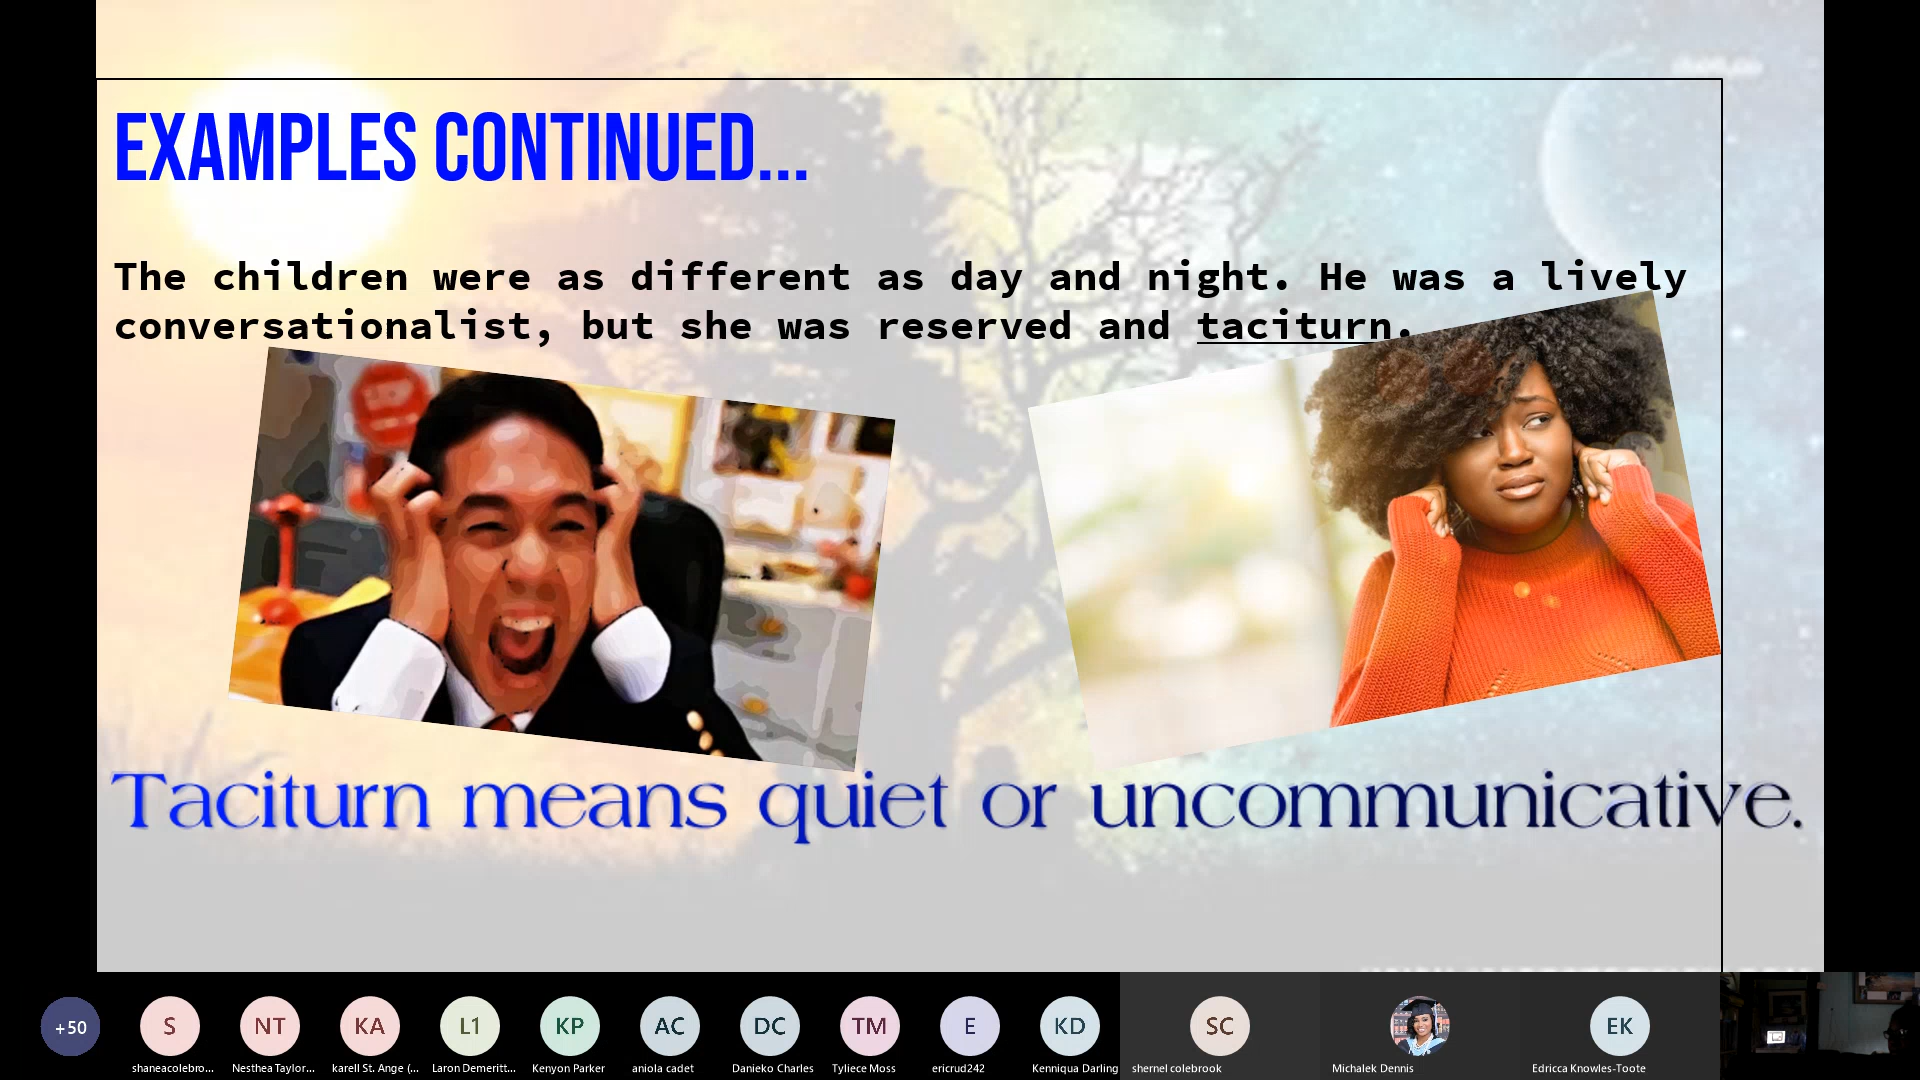 EXAMPLES CONTINUED...
The children were as different as day and night. He was a lively
conversationalist, but she was reserved and taciturn.
Taciturn means quiet or uncommunicative.
+50
S
NT
KA
L1
KP
AC
DC
TM
E
KD
SC
EK
shaneacolebro...
Nesthea Taylor...
karell St. Ange (...
Laron Demeritt...
Kenyon Parker
aniola cadet
Danieko Charles
Tyliece Moss
ericrud242
Kenniqua Darling
shernel colebrook
Michalek Dennis
Edricca Knowles-Toote